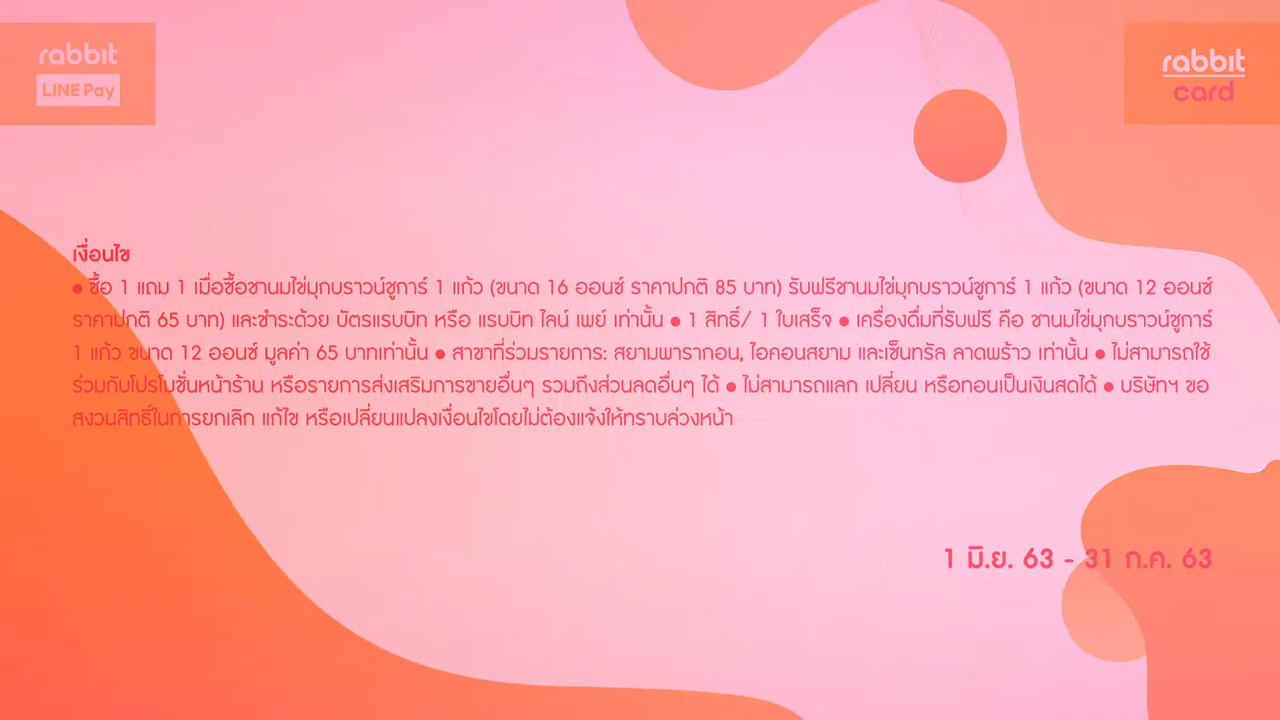 rabbit
LINE Pay
rabbit
card
เงื่อนไข
● ซื้อ 1 แถม 1 เมื่อซื้อชานมไข่มุกบราวน์ชูการ์ 1 แก้ว (ขนาด 16 ออนซ์ ราคาปกติ 85 บาท) รับฟรีชานมไข่มุกบราวน์ชูการ์ 1 แก้ว (ขนาด 12 ออนซ์
ราคาปกติ 65 บาท) และชำระด้วย บัตรแรบบิท หรือ แรบบิท ไลน์ เพย์ เท่านั้น ● 1 สิทธิ์/ 1 ใบเสร็จ ● เครื่องดื่มที่รับฟรี คือ ชานมไข่มุกบราวน์ชูการ์
1 แก้ว ขนาด 12 ออนซ์ มูลค่า 65 บาทเท่านั้น ● สาขาที่ร่วมรายการ: สยามพารากอน, ไอคอนสยาม และเซ็นทรัล ลาดพร้าว เท่านั้น ● ไม่สามารถใช้
ร่วมกับโปรโมชั่นหน้าร้าน หรือรายการส่งเสริมการขายอื่นๆ รวมถึงส่วนลดอื่นๆ ได้ ● ไม่สามารถแลก เปลี่ยน หรือทอนเป็นเงินสดได้ ● บริษัทฯ ขอ
สงวนสิทธิ์ในการยกเลิก แก้ไข หรือเปลี่ยนแปลงเงื่อนไขโดยไม่ต้องแจ้งให้ทราบล่วงหน้า
1 มิ.ย. 63 - 31 ก.ค. 63